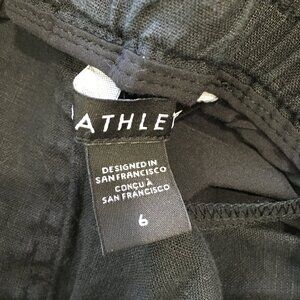 ATHLE
DESIGNED IN
SAN FRANCISCO
CONÇU À
SAN FRANCISCO
6